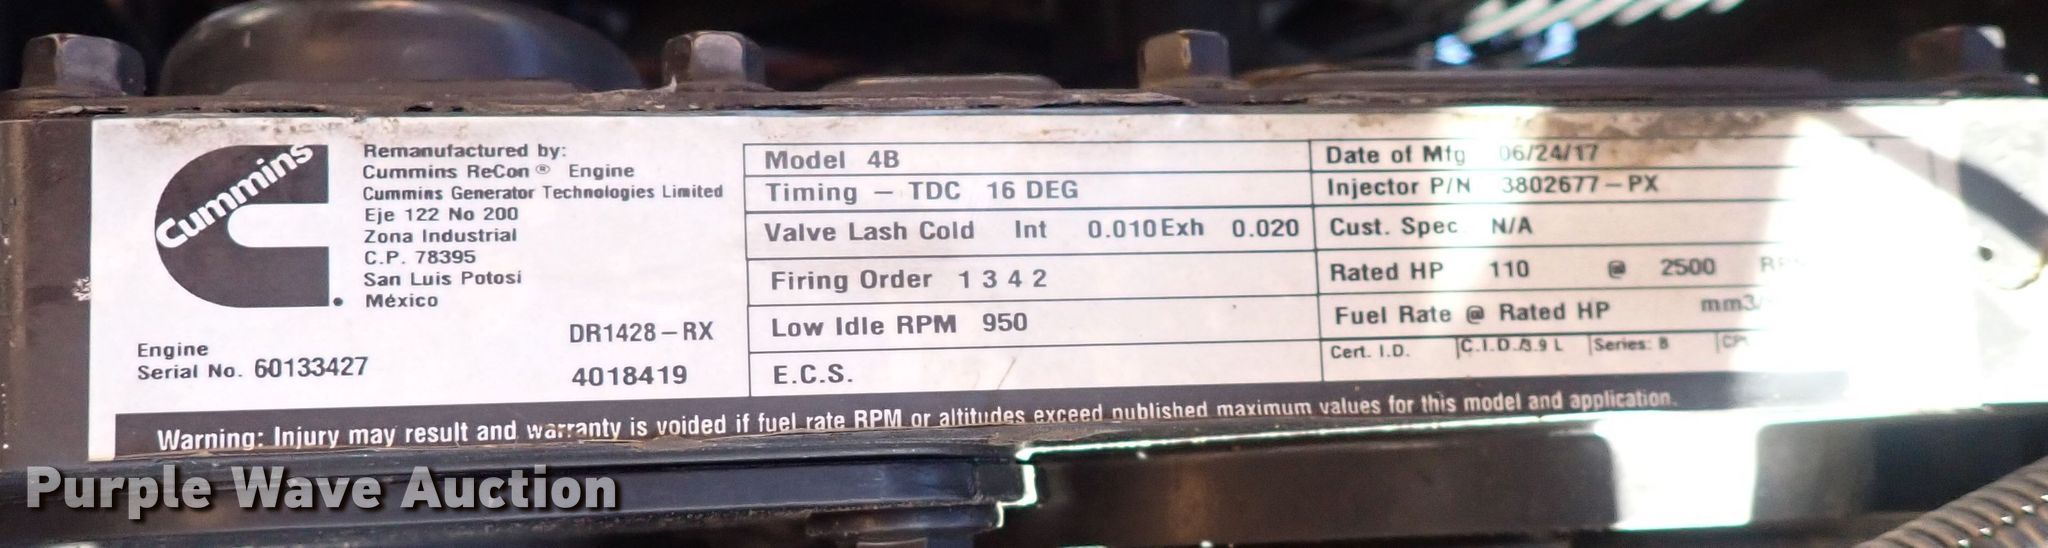 Cummins
Remanufactured by:
Cummins ReCon® Engine
Cummins Generator Technologies Limited
Eje 122 No 200
Zona Industrial
C.P. 78395
San Luis Potosí
México
DR1428-RX
Engine
Serial No. 60133427
4018419
Model 4B
Timing - TDC 16 DEG
Valve Lash Cold Int 0.010 Exh 0.020
Firing Order 1 3 4 2
Low Idle RPM 950
E.C.S.
Date of Mfg 06/24/17
Injector P/N 3802677-PX
Cust. Spec N/A
Rated HP 110 @ 2500
Fuel Rate @ Rated HP mm3/
Cert. I.D. C.I.D./3.9 L Series: B
Warning: Injury may result and warranty is voided if fuel rate RPM or altitudes exceed published maximum values for this model and application.
Purple Wave Auction